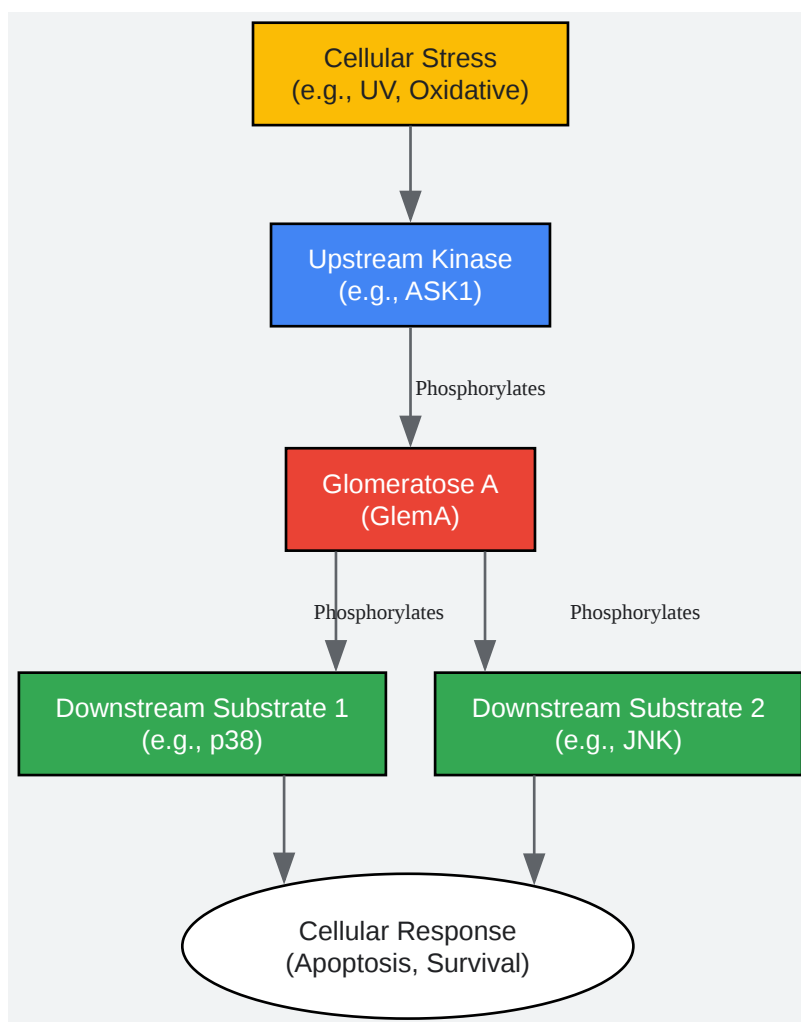 Cellular Stress
(e.g., UV, Oxidative)
Upstream Kinase
(e.g., ASK1)
Phosphorylates
Glomeratose A
(GlemA)
Phosphorylates
Phosphorylates
Downstream Substrate 1
(e.g., p38)
Downstream Substrate 2
(e.g., JNK)
Cellular Response
(Apoptosis, Survival)